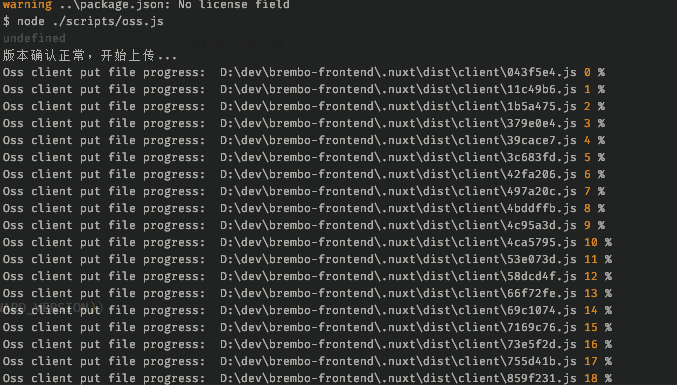 warning ..\package.json: No license field
$ node ./scripts/oss.js
undefined
版本确认正常，开始上传...
Oss client put file progress:  D:\dev\brembo-frontend\.nuxt\dist\client\043f5e4.js 0 %
Oss client put file progress:  D:\dev\brembo-frontend\.nuxt\dist\client\11c49b6.js 1 %
Oss client put file progress:  D:\dev\brembo-frontend\.nuxt\dist\client\1b5a475.js 2 %
Oss client put file progress:  D:\dev\brembo-frontend\.nuxt\dist\client\379e0e4.js 3 %
Oss client put file progress:  D:\dev\brembo-frontend\.nuxt\dist\client\39cace7.js 4 %
Oss client put file progress:  D:\dev\brembo-frontend\.nuxt\dist\client\3c683fd.js 5 %
Oss client put file progress:  D:\dev\brembo-frontend\.nuxt\dist\client\42fa206.js 6 %
Oss client put file progress:  D:\dev\brembo-frontend\.nuxt\dist\client\497a20c.js 7 %
Oss client put file progress:  D:\dev\brembo-frontend\.nuxt\dist\client\4bddffb.js 8 %
Oss client put file progress:  D:\dev\brembo-frontend\.nuxt\dist\client\4c95a3d.js 9 %
Oss client put file progress:  D:\dev\brembo-frontend\.nuxt\dist\client\4ca5795.js 10 %
Oss client put file progress:  D:\dev\brembo-frontend\.nuxt\dist\client\53e073d.js 11 %
Oss client put file progress:  D:\dev\brembo-frontend\.nuxt\dist\client\58dcd4f.js 12 %
Oss client put file progress:  D:\dev\brembo-frontend\.nuxt\dist\client\66f72fe.js 13 %
Oss client put file progress:  D:\dev\brembo-frontend\.nuxt\dist\client\69c1074.js 14 %
Oss client put file progress:  D:\dev\brembo-frontend\.nuxt\dist\client\7169c76.js 15 %
Oss client put file progress:  D:\dev\brembo-frontend\.nuxt\dist\client\73e5f2d.js 16 %
Oss client put file progress:  D:\dev\brembo-frontend\.nuxt\dist\client\755d41b.js 17 %
Oss client put file progress:  D:\dev\brembo-frontend\.nuxt\dist\client\859f231.js 18 %